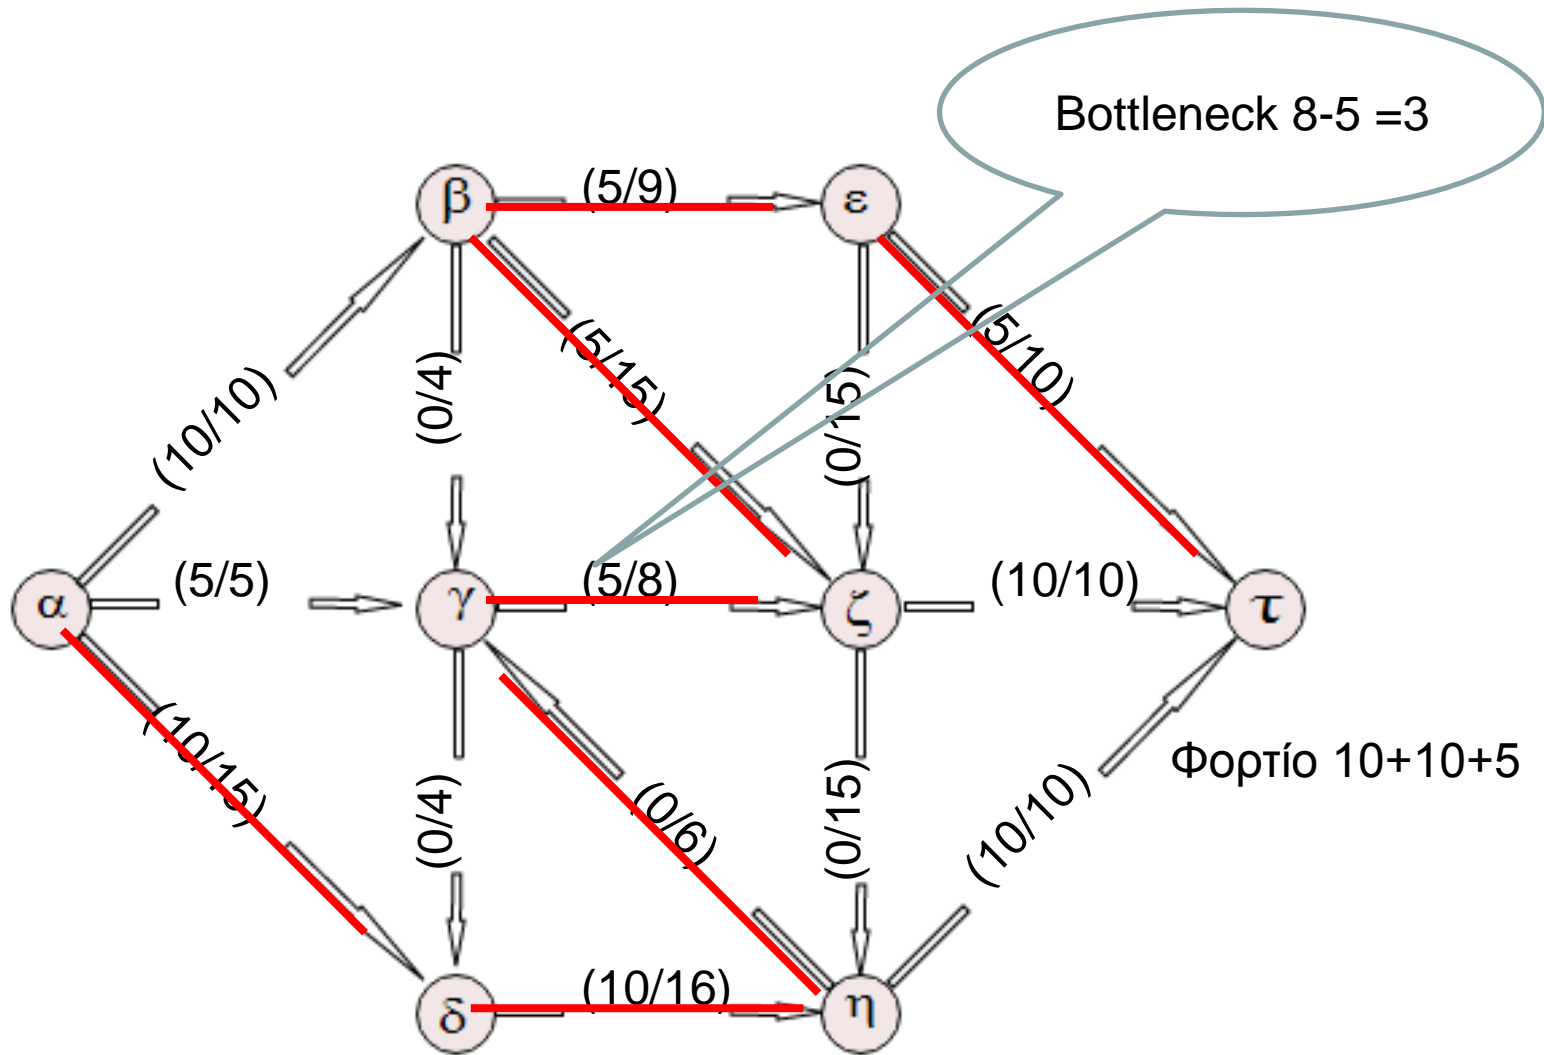 Bottleneck 8-5 =3
β
(5/9)
ε
(5/15)
(5/10)
(0/4)
(0/15)
(10/10)
α
(5/5)
γ
(5/8)
ζ
(10/10)
τ
(10/15)
(0/4)
(0/6)
(0/15)
(10/10)
Φορτίο 10+10+5
δ
(10/16)
η